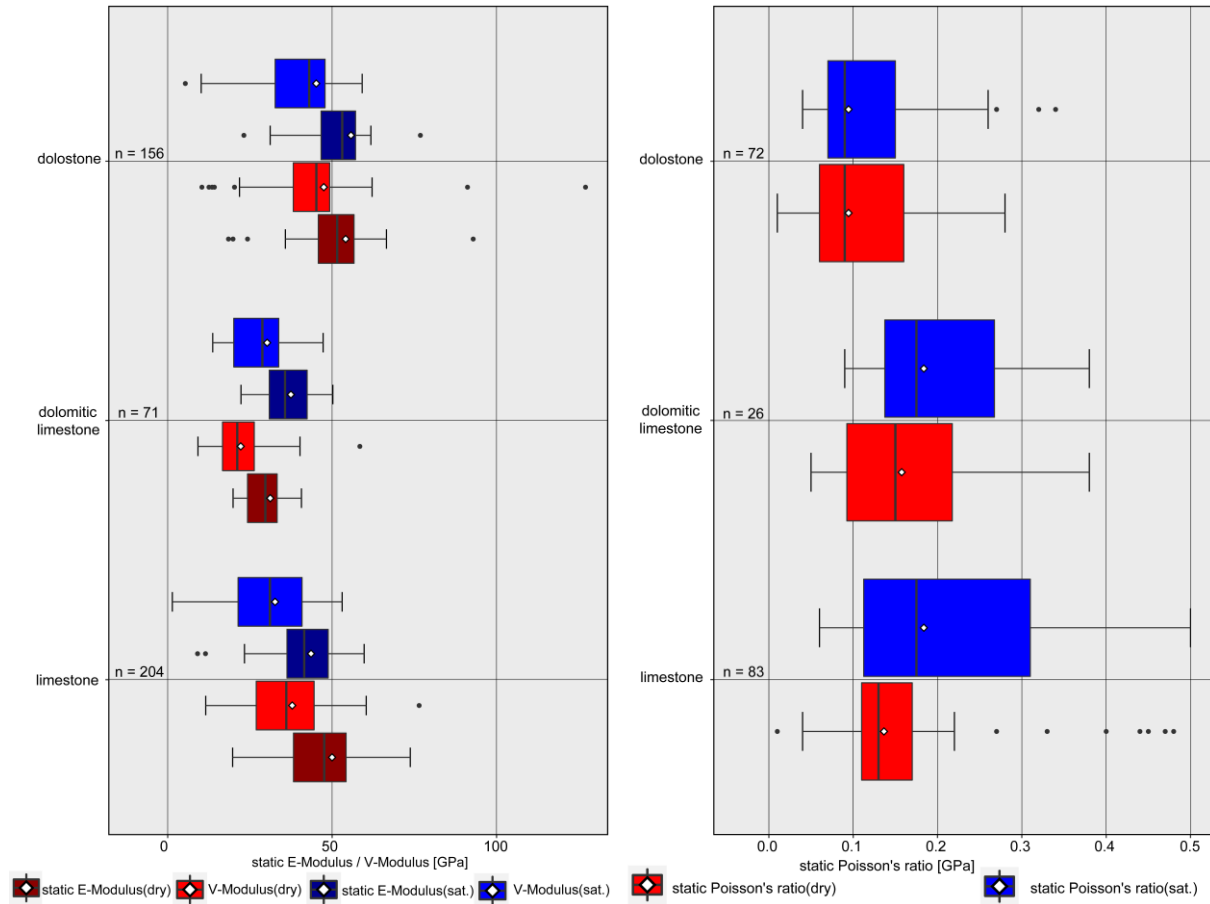 dolostone
n = 156
dolomitic
limestone
n = 71
limestone
n = 204
0
50
100
static E-Modulus / V-Modulus [GPa]
static E-Modulus(dry)
V-Modulus(dry)
static E-Modulus(sat.)
V-Modulus(sat.)
dolostone
n = 72
dolomitic
limestone
n = 26
limestone
n = 83
0.0
0.1
0.2
0.3
0.4
0.5
static Poisson's ratio [GPa]
static Poisson's ratio(dry)
static Poisson's ratio(sat.)